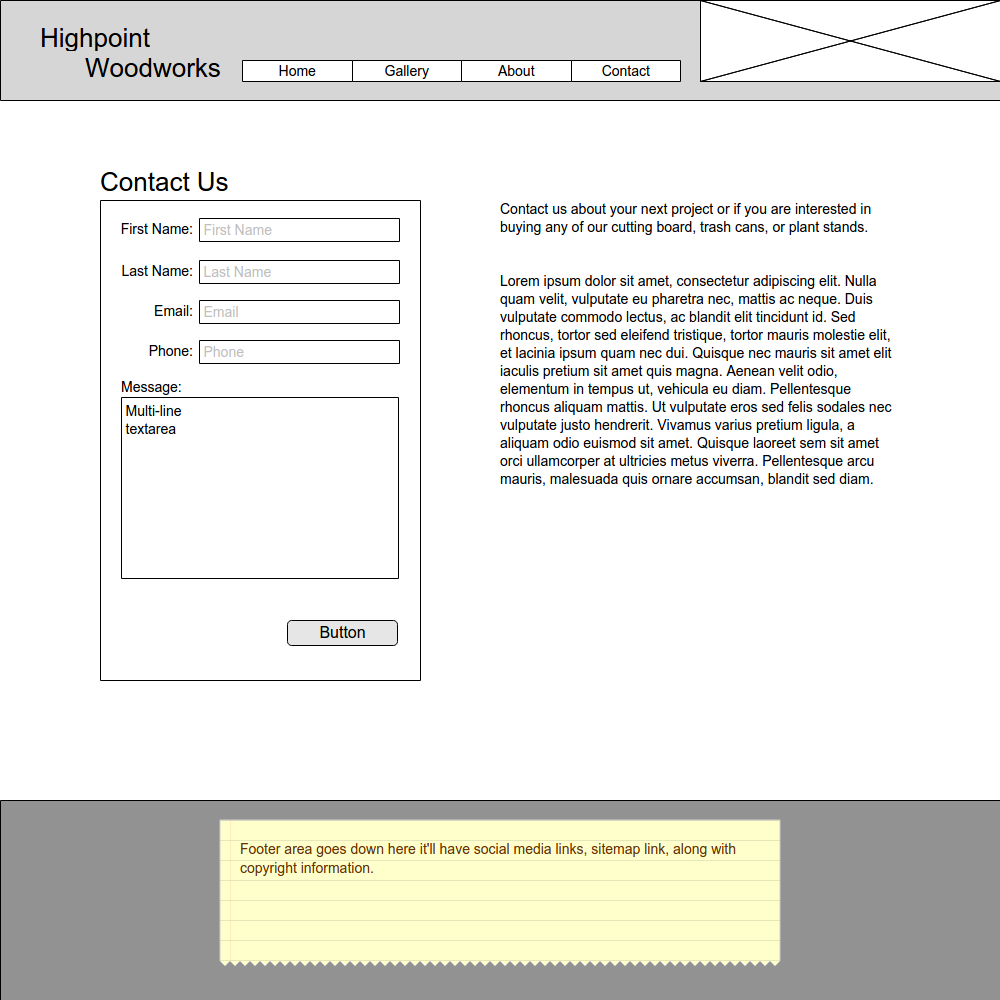 Highpoint
Woodworks
Home Gallery About Contact
Contact Us
First Name: First Name
Last Name: Last Name
Email: Email
Phone: Phone
Message:
Multi-line
textarea
Button
Contact us about your next project or if you are interested in
buying any of our cutting board, trash cans, or plant stands.
Lorem ipsum dolor sit amet, consectetur adipiscing elit. Nulla
quam velit, vulputate eu pharetra nec, mattis ac neque. Duis
vulputate commodo lectus, ac blandit elit tincidunt id. Sed
rhoncus, tortor sed eleifend tristique, tortor mauris molestie elit,
et lacinia ipsum quam nec dui. Quisque nec mauris sit amet elit
iaculis pretium sit amet quis magna. Aenean velit odio,
elementum in tempus ut, vehicula eu diam. Pellentesque
rhoncus aliquam mattis. Ut vulputate eros sed felis sodales nec
vulputate justo hendrerit. Vivamus varius pretium ligula, a
aliquam odio euismod sit amet. Quisque laoreet sem sit amet
orci ullamcorper at ultricies metus viverra. Pellentesque arcu
mauris, malesuada quis ornare accumsan, blandit sed diam.
Footer area goes down here it'll have social media links, sitemap link, along with
copyright information.